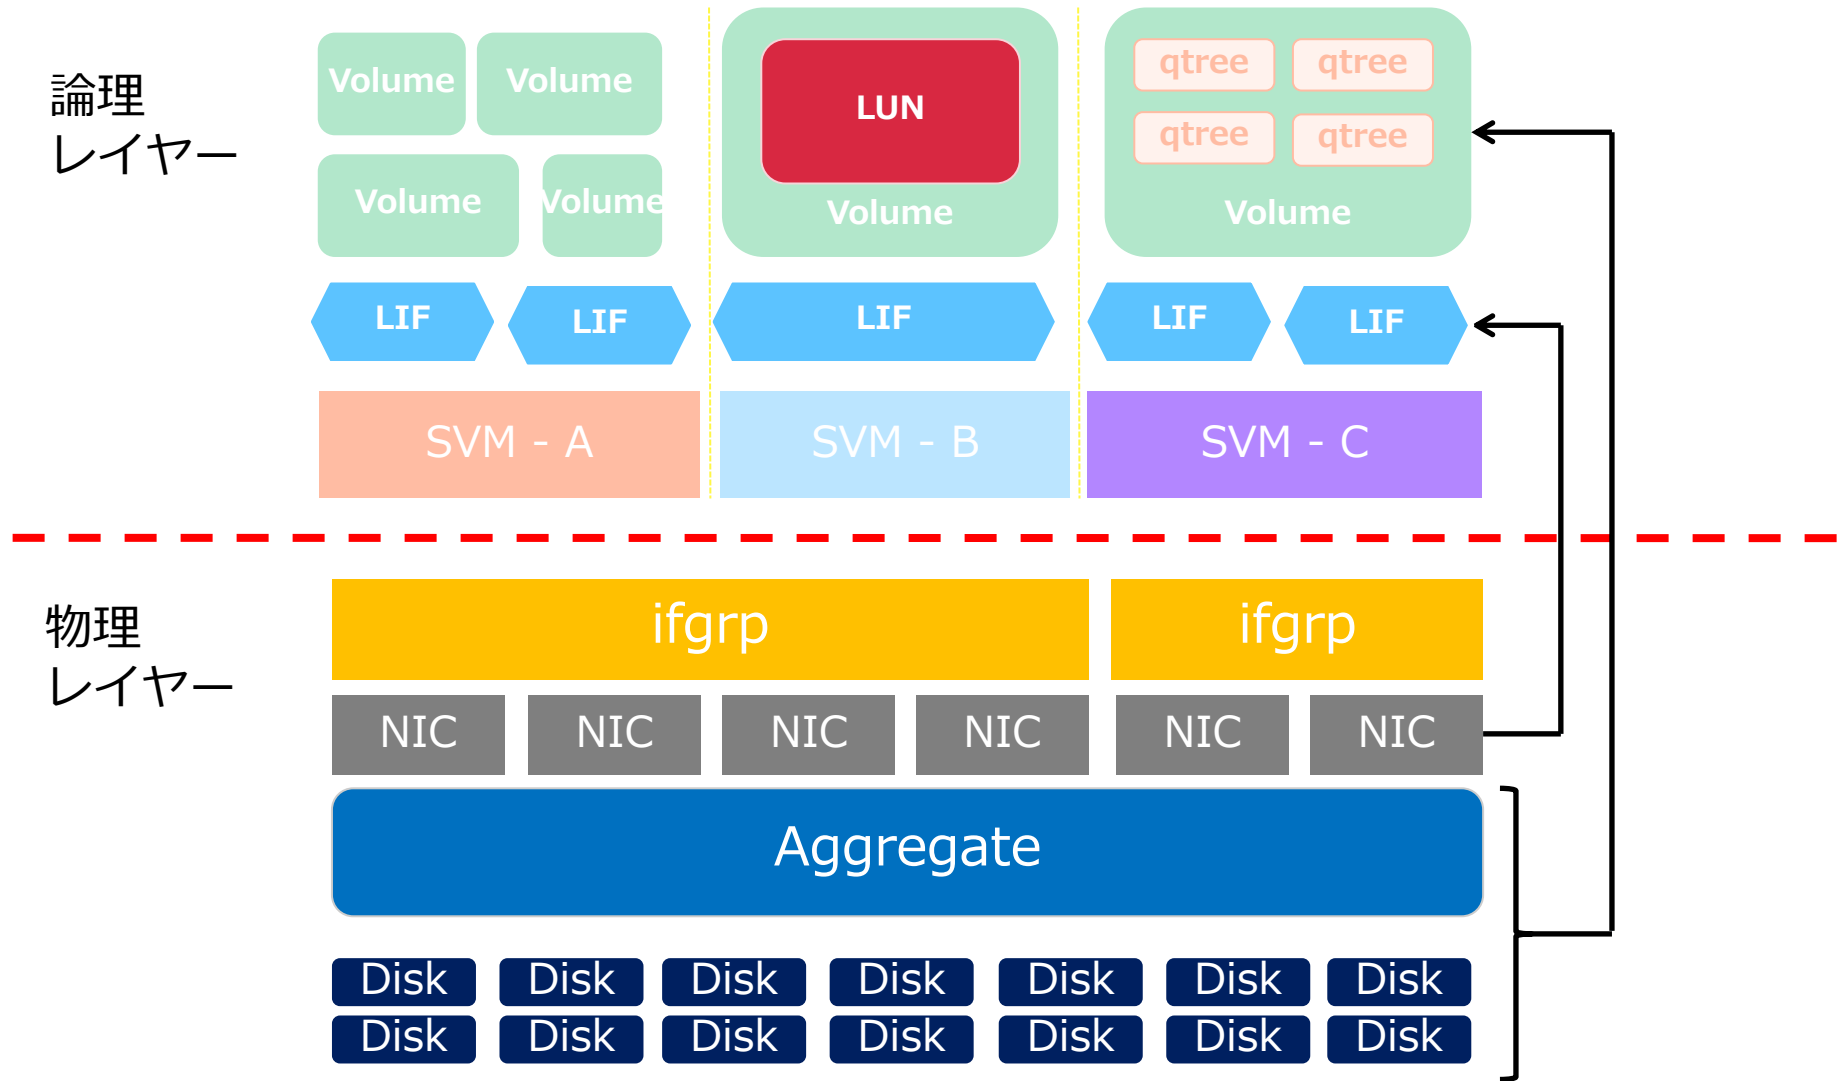 論理
レイヤー
Volume
Volume
Volume
Volume
LUN
Volume
qtree
qtree
qtree
qtree
Volume
LIF
LIF
LIF
LIF
LIF
SVM - A
SVM - B
SVM - C
物理
レイヤー
ifgrp
ifgrp
NIC
NIC
NIC
NIC
NIC
NIC
Aggregate
Disk
Disk
Disk
Disk
Disk
Disk
Disk
Disk
Disk
Disk
Disk
Disk
Disk
Disk